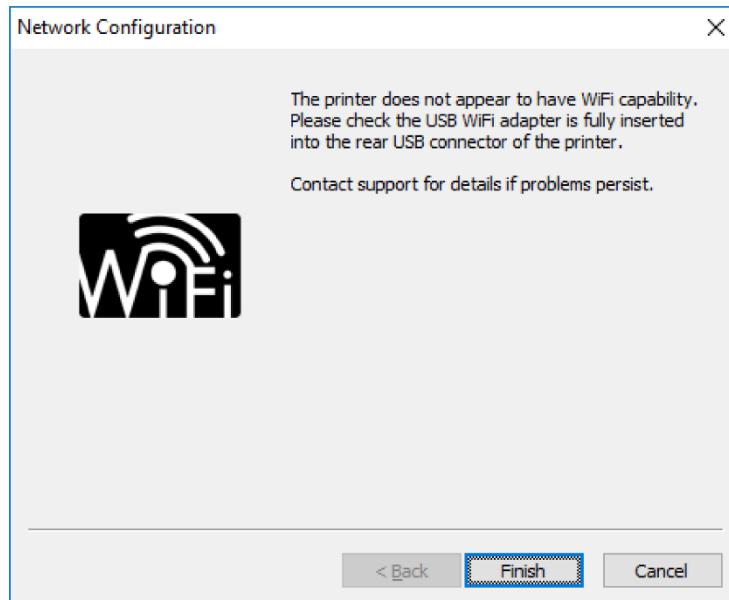 Network Configuration
The printer does not appear to have WiFi capability.
Please check the USB WiFi adapter is fully inserted
into the rear USB connector of the printer.
Contact support for details if problems persist.
WiFi
< Back
Finish
Cancel